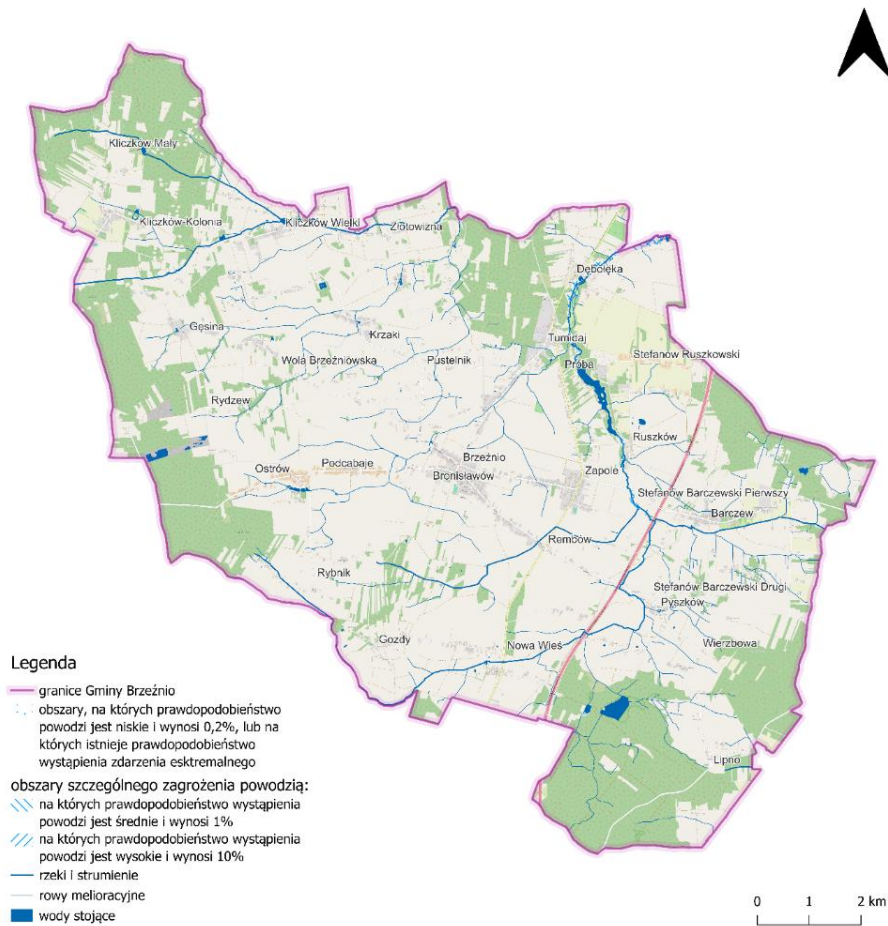 Kliczków Mały
Kliczków-Kolonia
Kliczków Wielki
Złotowizna
Dębołęka
Gęsina
Krzaki
Tumidaj
Stefanów Ruszkowski
Wola Brzeźniowska
Pustelnik
Próba
Rydzew
Ruszków
Brzeźnio
Ostrów
Podcabaje
Bronisławów
Zapole
Stefanów Barczewski Pierwszy
Barczew
Rembów
Rybnik
Stefanów Barczewski Drugi
Pyszków
Gozdy
Nowa Wieś
Wierzbowa
Lipno
Legenda
granice Gminy Brzeźnio
obszary, na których prawdopodobieństwo
powodzi jest niskie i wynosi 0,2%, lub na
których istnieje prawdopodobieństwo
wystąpienia zdarzenia esktremalnego
obszary szczególnego zagrożenia powodzią:
na których prawdopodobieństwo wystąpienia
powodzi jest średnie i wynosi 1%
na których prawdopodobieństwo wystąpienia
powodzi jest wysokie i wynosi 10%
rzeki i strumienie
rowy melioracyjne
wody stojące
0 1 2 km